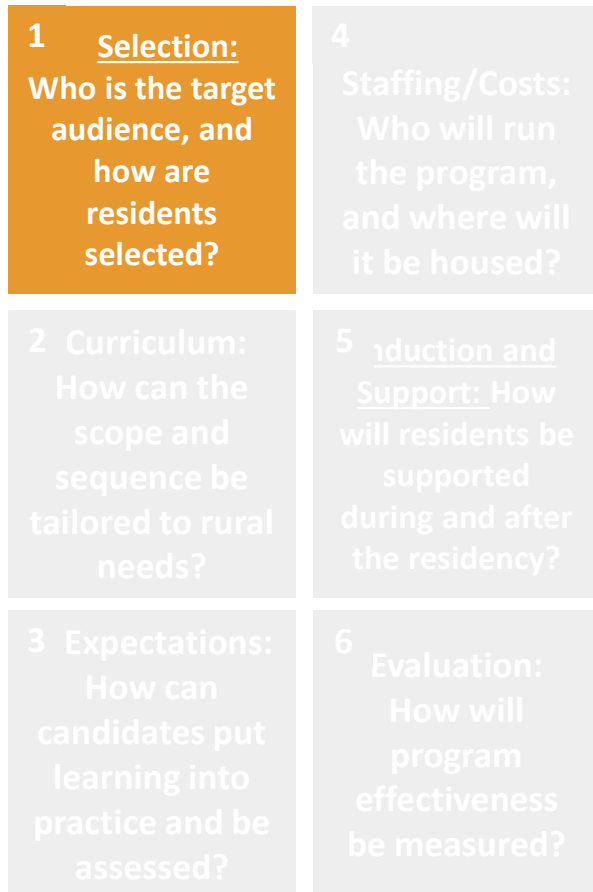 1
Selection:
Who is the target
audience, and
how are
residents
selected?
2 Curriculum:
How can the
scope and
sequence be
tailored to rural
needs?
3 Expectations:
How can
candidates put
learning into
practice and be
assessed?
4
Staffing/Costs:
Who will run
the program,
and where will
it be housed?
5 nduction and
Support: How
will residents be
supported
during and after
the residency?
6
Evaluation:
How will
program
effectiveness
be measured?